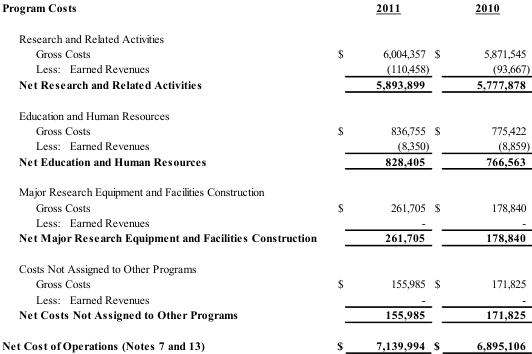 Program Costs 2011 2010
Research and Related Activities
Gross Costs $ 6,004,357 $ 5,871,545
Less: Earned Revenues (110,458) (93,667)
Net Research and Related Activities 5,893,899 5,777,878
Education and Human Resources
Gross Costs $ 836,755 $ 775,422
Less: Earned Revenues (8,350) (8,859)
Net Education and Human Resources 828,405 766,563
Major Research Equipment and Facilities Construction
Gross Costs $ 261,705 $ 178,840
Less: Earned Revenues - -
Net Major Research Equipment and Facilities Construction 261,705 178,840
Costs Not Assigned to Other Programs
Gross Costs $ 155,985 $ 171,825
Less: Earned Revenues - -
Net Costs Not Assigned to Other Programs 155,985 171,825
Net Cost of Operations (Notes 7 and 13) $ 7,139,994 $ 6,895,106